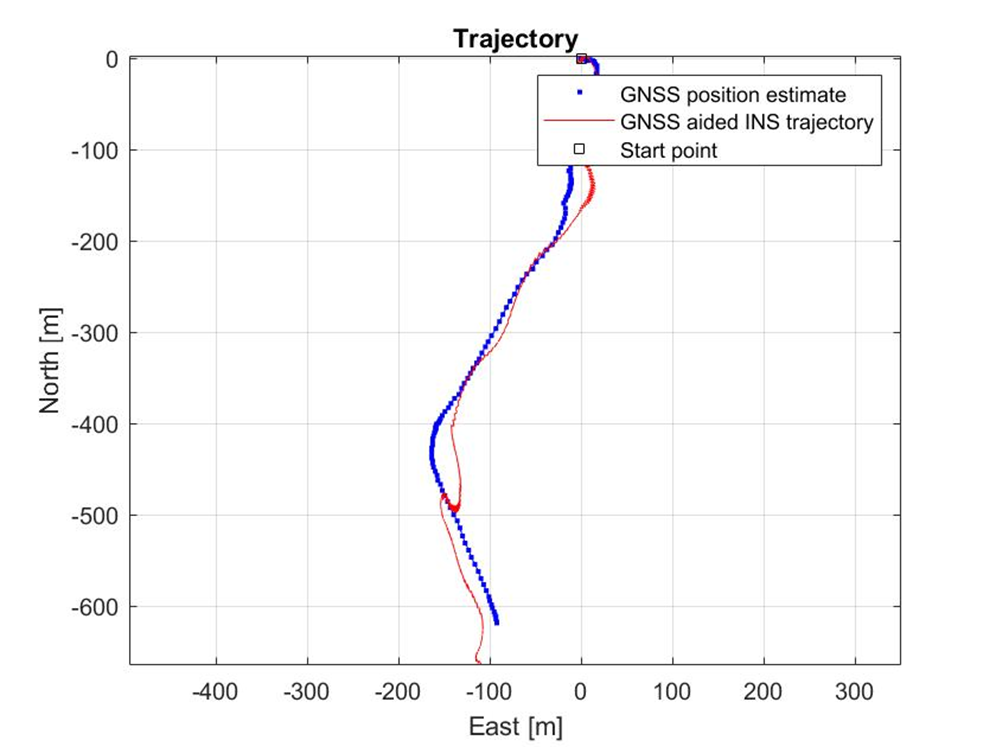 Trajectory
GNSS position estimate
GNSS aided INS trajectory
Start point
0
-100
-200
-300
-400
-500
-600
North [m]
-400 -300 -200 -100 0 100 200 300
East [m]